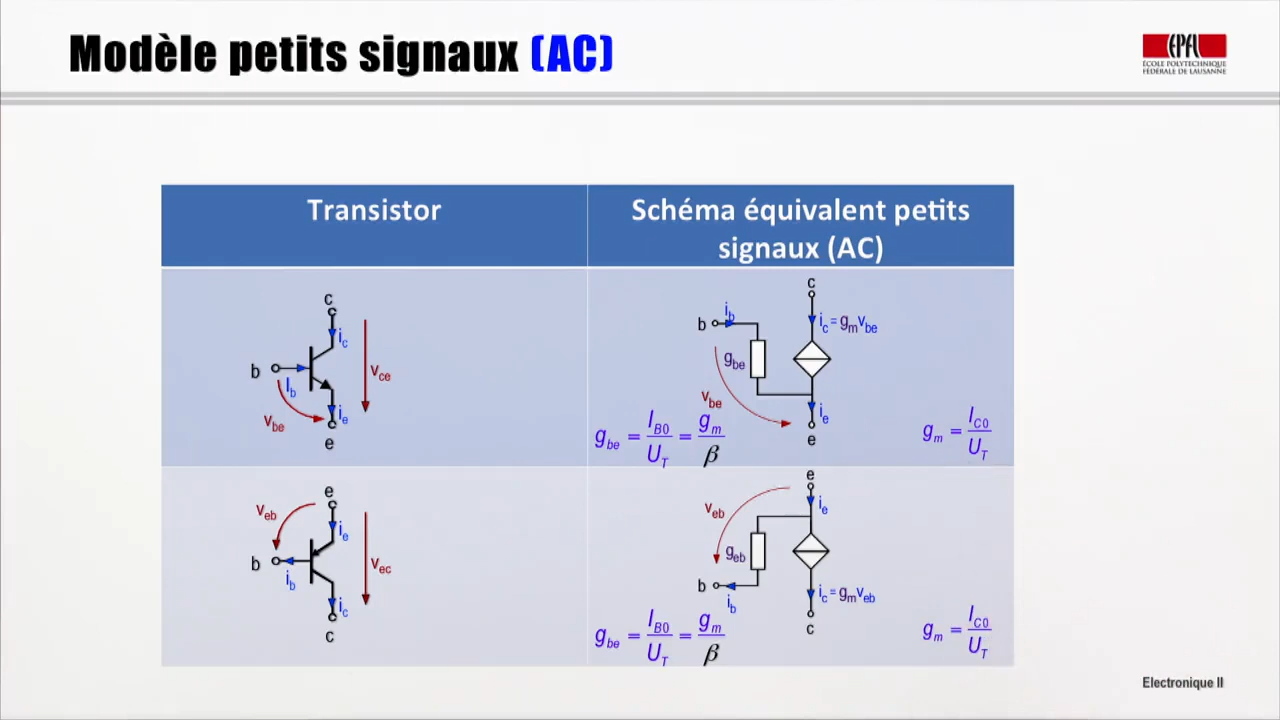 Modèle petits signaux (AC)
EPFL
ÉCOLE POLYTECHNIQUE
FÉDÉRALE DE LAUSANNE
Transistor
Schéma équivalent petits
signaux (AC)
c
i_c
b
I_b
v_ce
v_be
i_e
e
c
i_b
b
i_c = g_m v_be
g_be
v_be
i_e
e
g_be = I_B0 / U_T = g_m / β
g_m = I_C0 / U_T
e
v_eb
i_e
b
v_ec
i_b
i_c
c
e
v_eb
i_e
g_eb
b
i_b
i_c = g_m v_eb
c
g_be = I_B0 / U_T = g_m / β
g_m = I_C0 / U_T
Electronique II